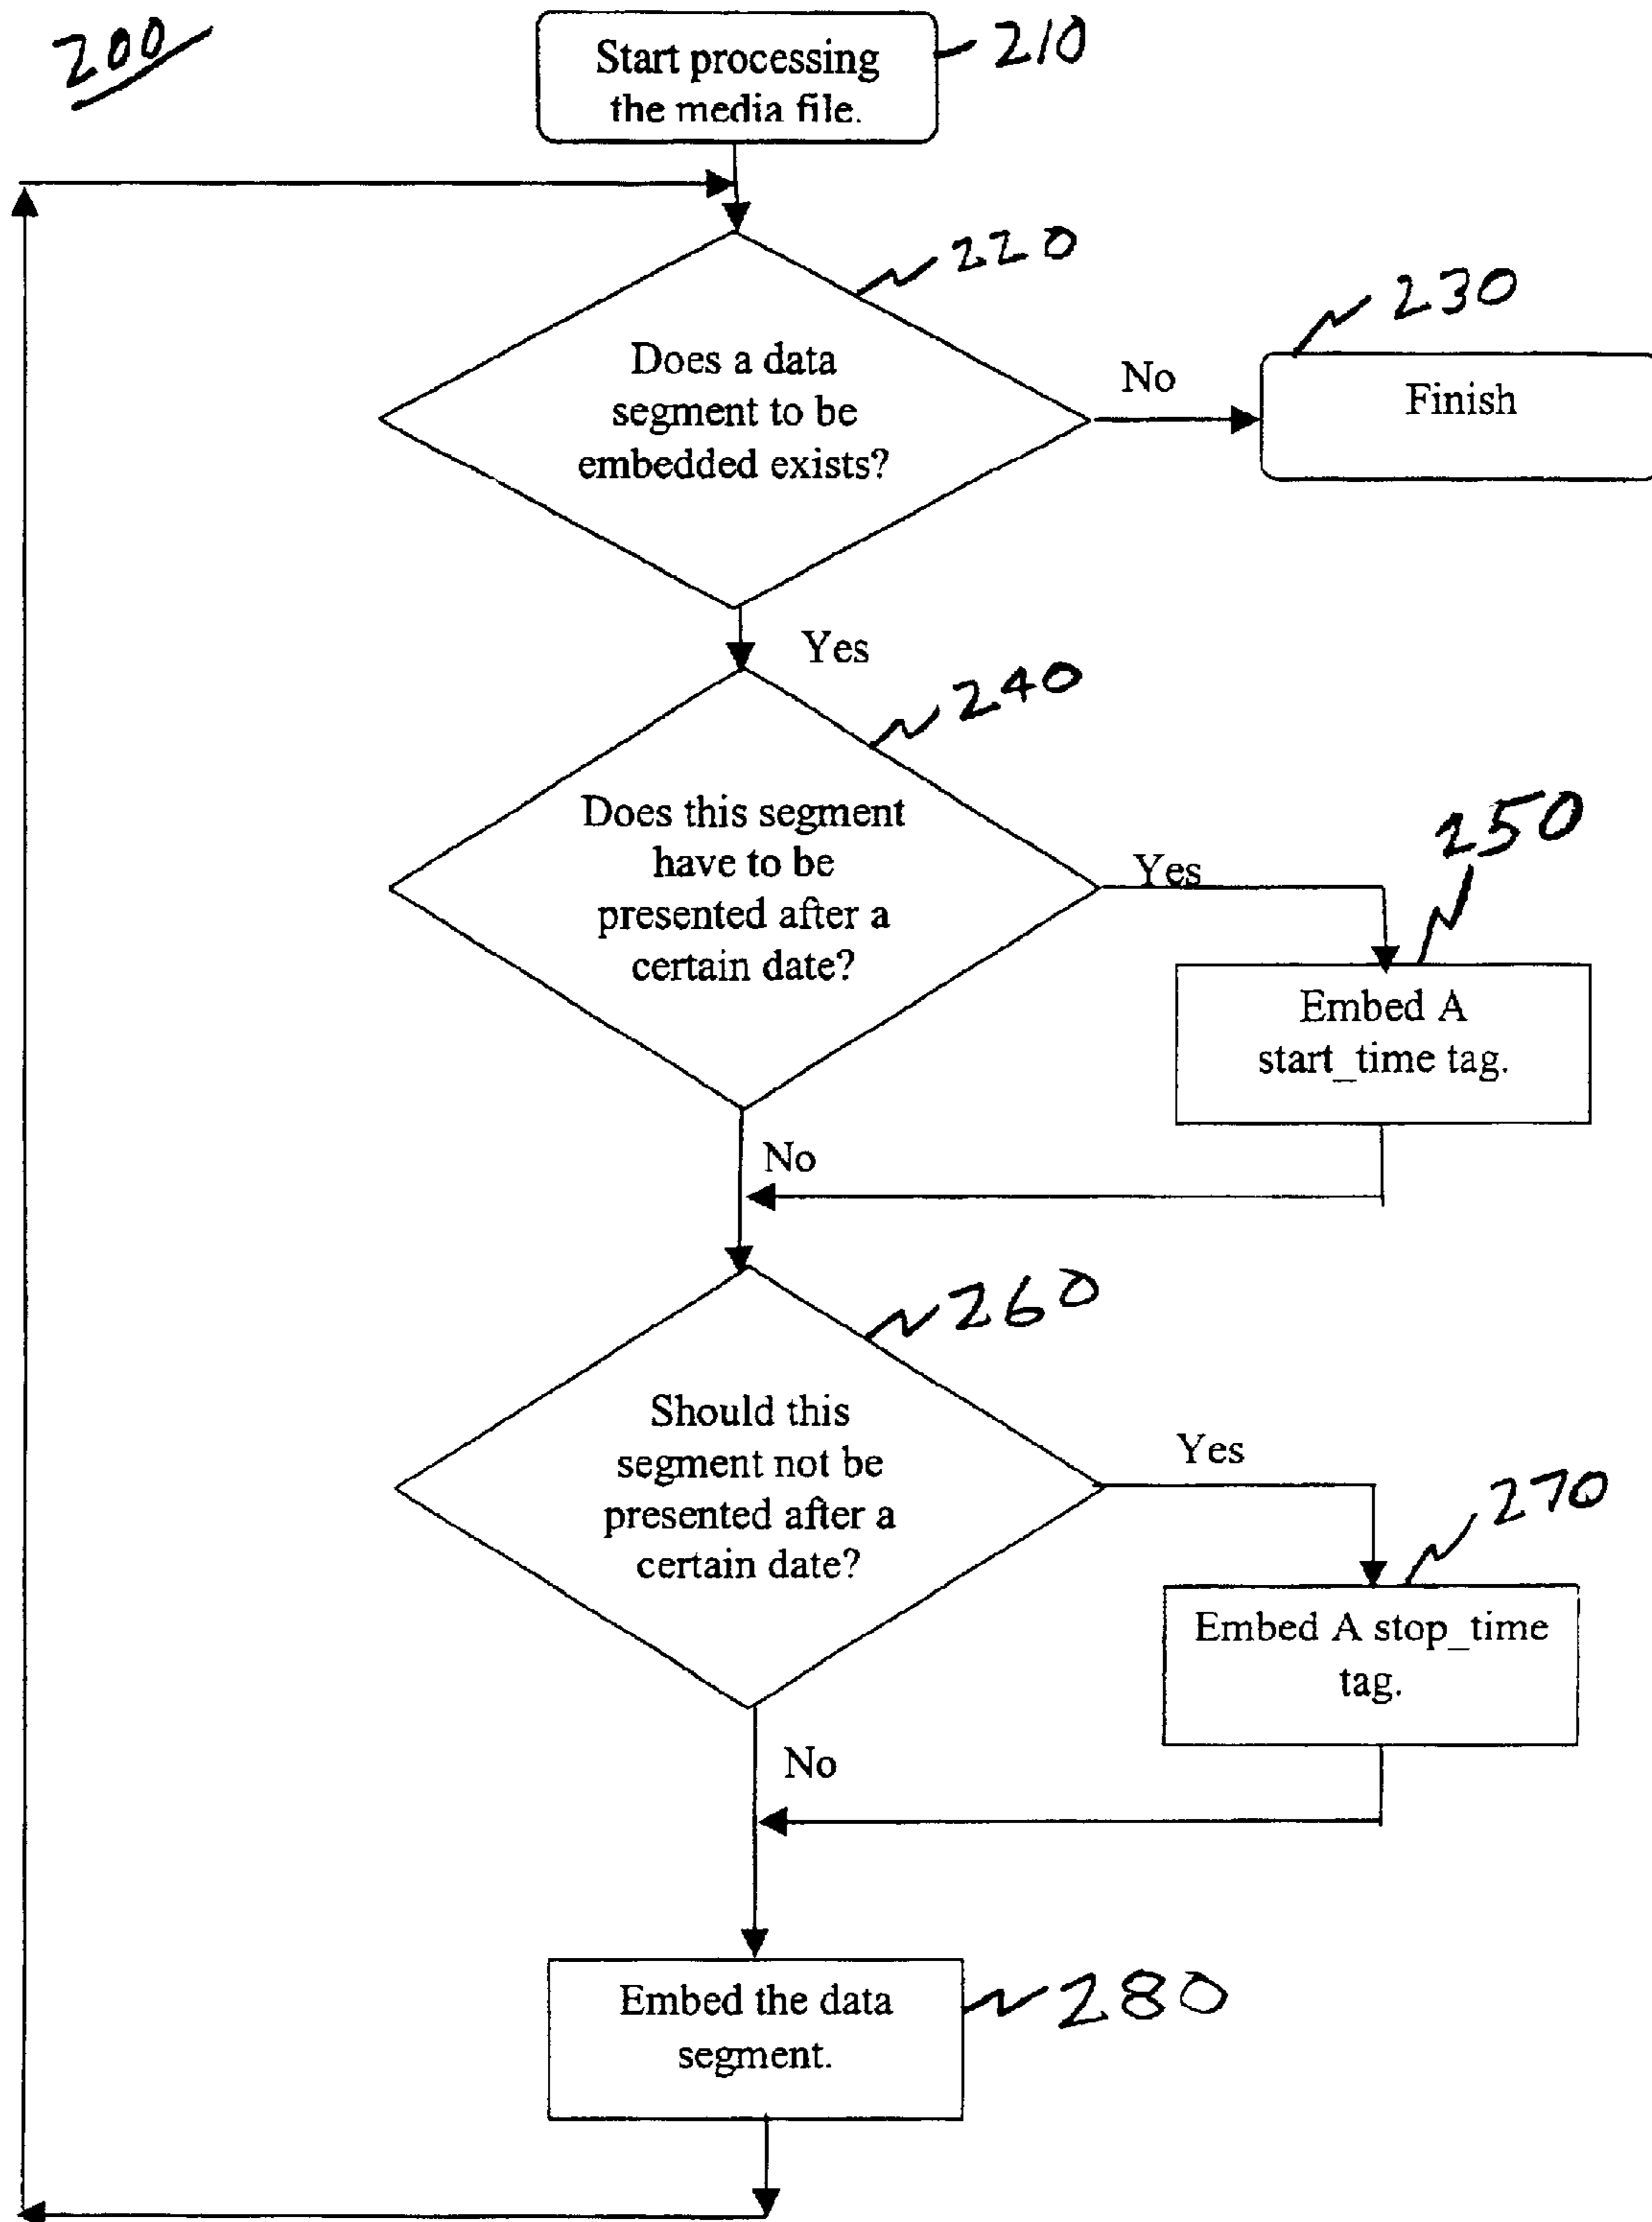 200
Start processing
the media file.
210
220
Does a data
segment to be
embedded exists?
No
230
Finish
Yes
240
Does this segment
have to be
presented after a
certain date?
Yes
250
Embed A
start_time tag.
No
260
Should this
segment not be
presented after a
certain date?
Yes
270
Embed A stop_time
tag.
No
Embed the data
segment.
280